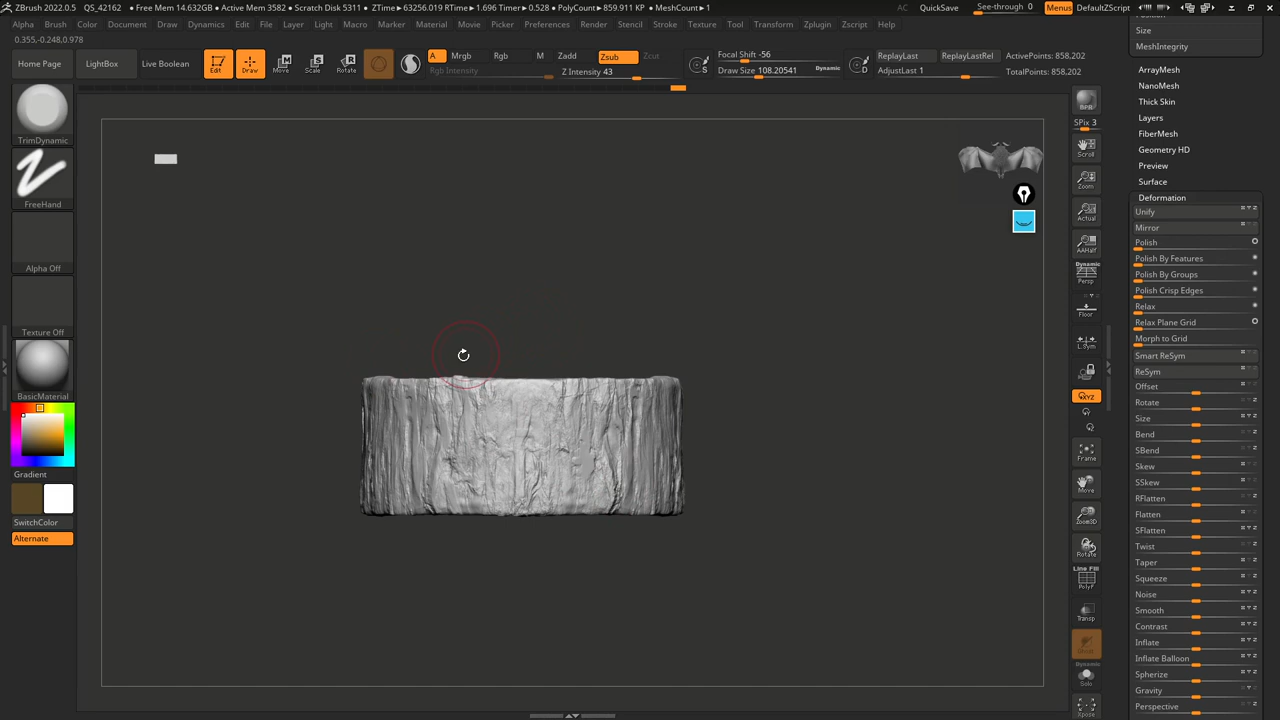 ZBrush 2022.0.5 QS_42162 • Free Mem 14.632GB • Active Mem 3582 • Scratch Disk 5311 • ZTime►63256.019 RTime►1.696 Timer►0.528 • PolyCount►859.911 KP • MeshCount►1 AC QuickSave See-through 0 Menus DefaultZScript
Alpha Brush Color Document Draw Dynamics Edit File Layer Light Macro Marker Material Movie Picker Preferences Render Stencil Stroke Texture Tool Transform Zplugin Zscript Help
0.355,-0.248,0.978
Home Page LightBox Live Boolean Edit Draw Move Scale Rotate
A Mrgb Rgb M Zadd Zsub Zcut
Rgb Intensity Z Intensity 43
S Focal Shift -56
Draw Size 108.20541 Dynamic
D ReplayLast ReplayLastRel
AdjustLast 1
ActivePoints: 858,202
TotalPoints: 858,202
TrimDynamic
FreeHand
Alpha Off
Texture Off
BasicMaterial
Gradient
SwitchColor
Alternate
BPR
SPix 3
Scroll
Zoom
Actual
AAHalf
Dynamic
Persp
Floor
L.Sym
XYZ
Frame
Move
Zoom3D
Rotate
Line Fill
PolyF
Transp
Dynamic
Solo
Xpose
Size
MeshIntegrity
ArrayMesh
NanoMesh
Thick Skin
Layers
FiberMesh
Geometry HD
Preview
Surface
Deformation
Unify
Mirror
Polish
Polish By Features
Polish By Groups
Polish Crisp Edges
Relax
Relax Plane Grid
Morph to Grid
Smart ReSym
ReSym
Offset
Rotate
Size
Bend
SBend
Skew
SSkew
RFlatten
Flatten
SFlatten
Twist
Taper
Squeeze
Noise
Smooth
Contrast
Inflate
Inflate Balloon
Spherize
Gravity
Perspective